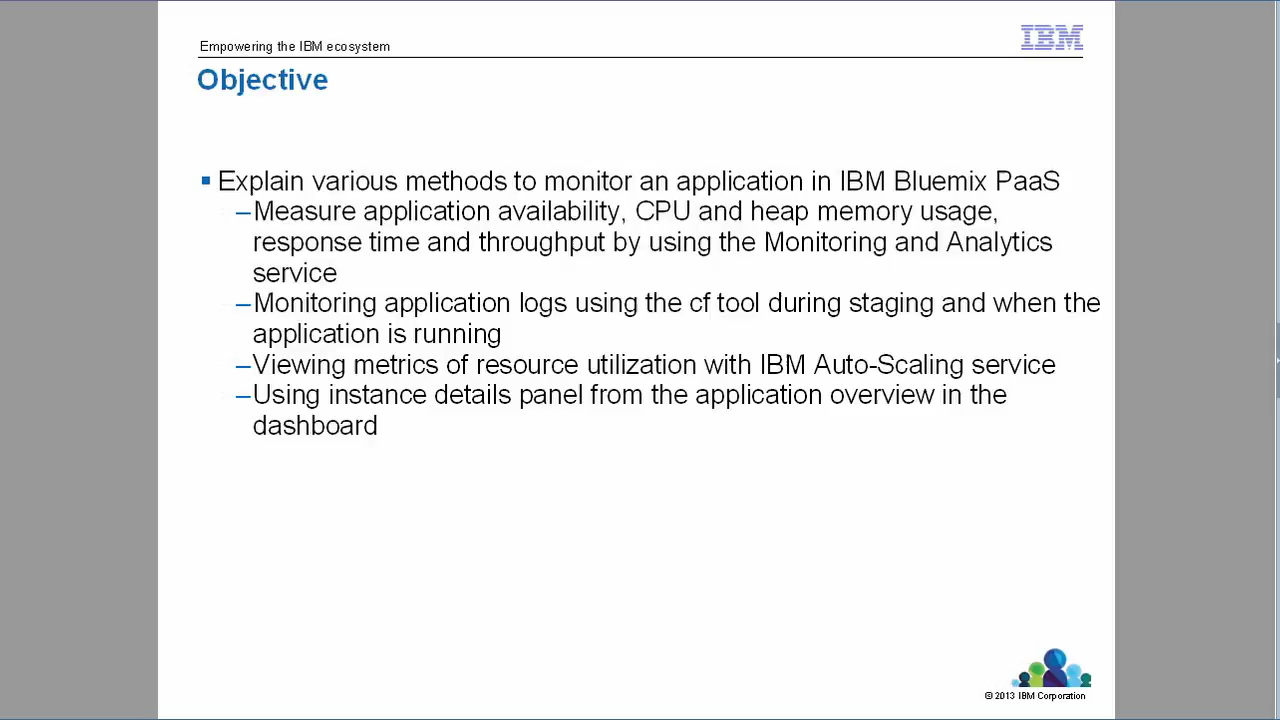 Empowering the IBM ecosystem
IBM
Objective
Explain various methods to monitor an application in IBM Bluemix PaaS
–Measure application availability, CPU and heap memory usage,
response time and throughput by using the Monitoring and Analytics
service
–Monitoring application logs using the cf tool during staging and when the
application is running
–Viewing metrics of resource utilization with IBM Auto-Scaling service
–Using instance details panel from the application overview in the
dashboard
© 2013 IBM Corporation